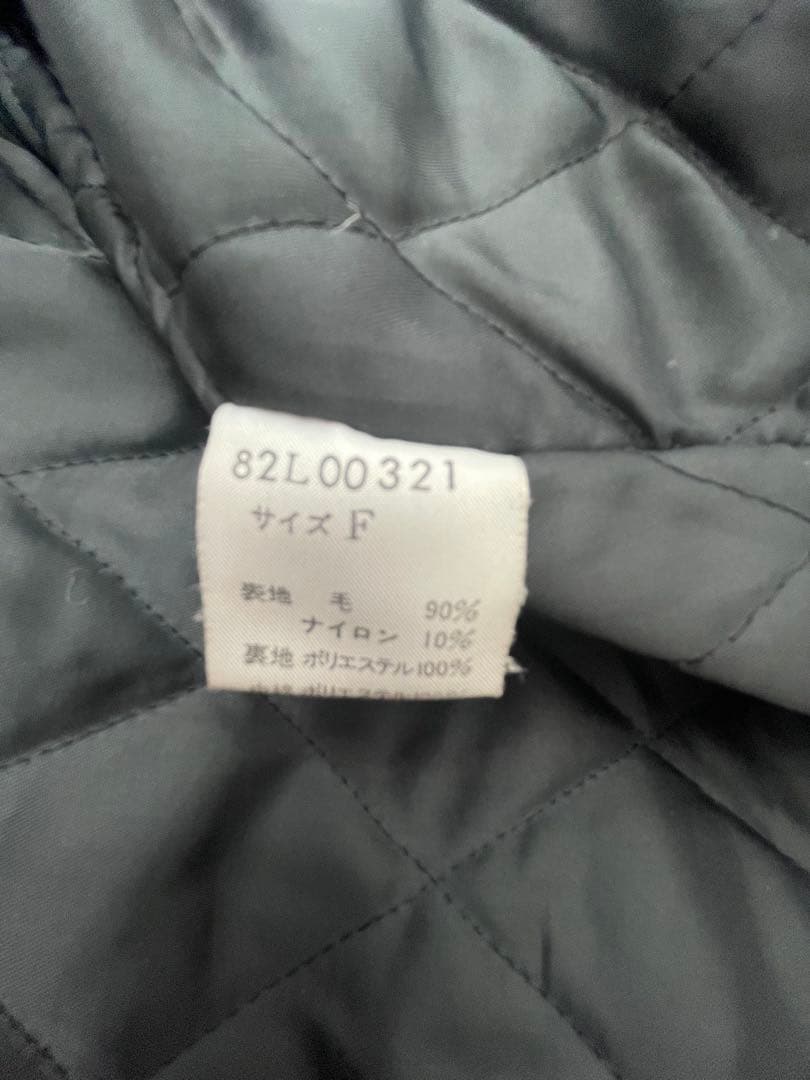 82L00321
サイズ F
表地 毛 90%
ナイロン 10%
裏地 ポリエステル100%